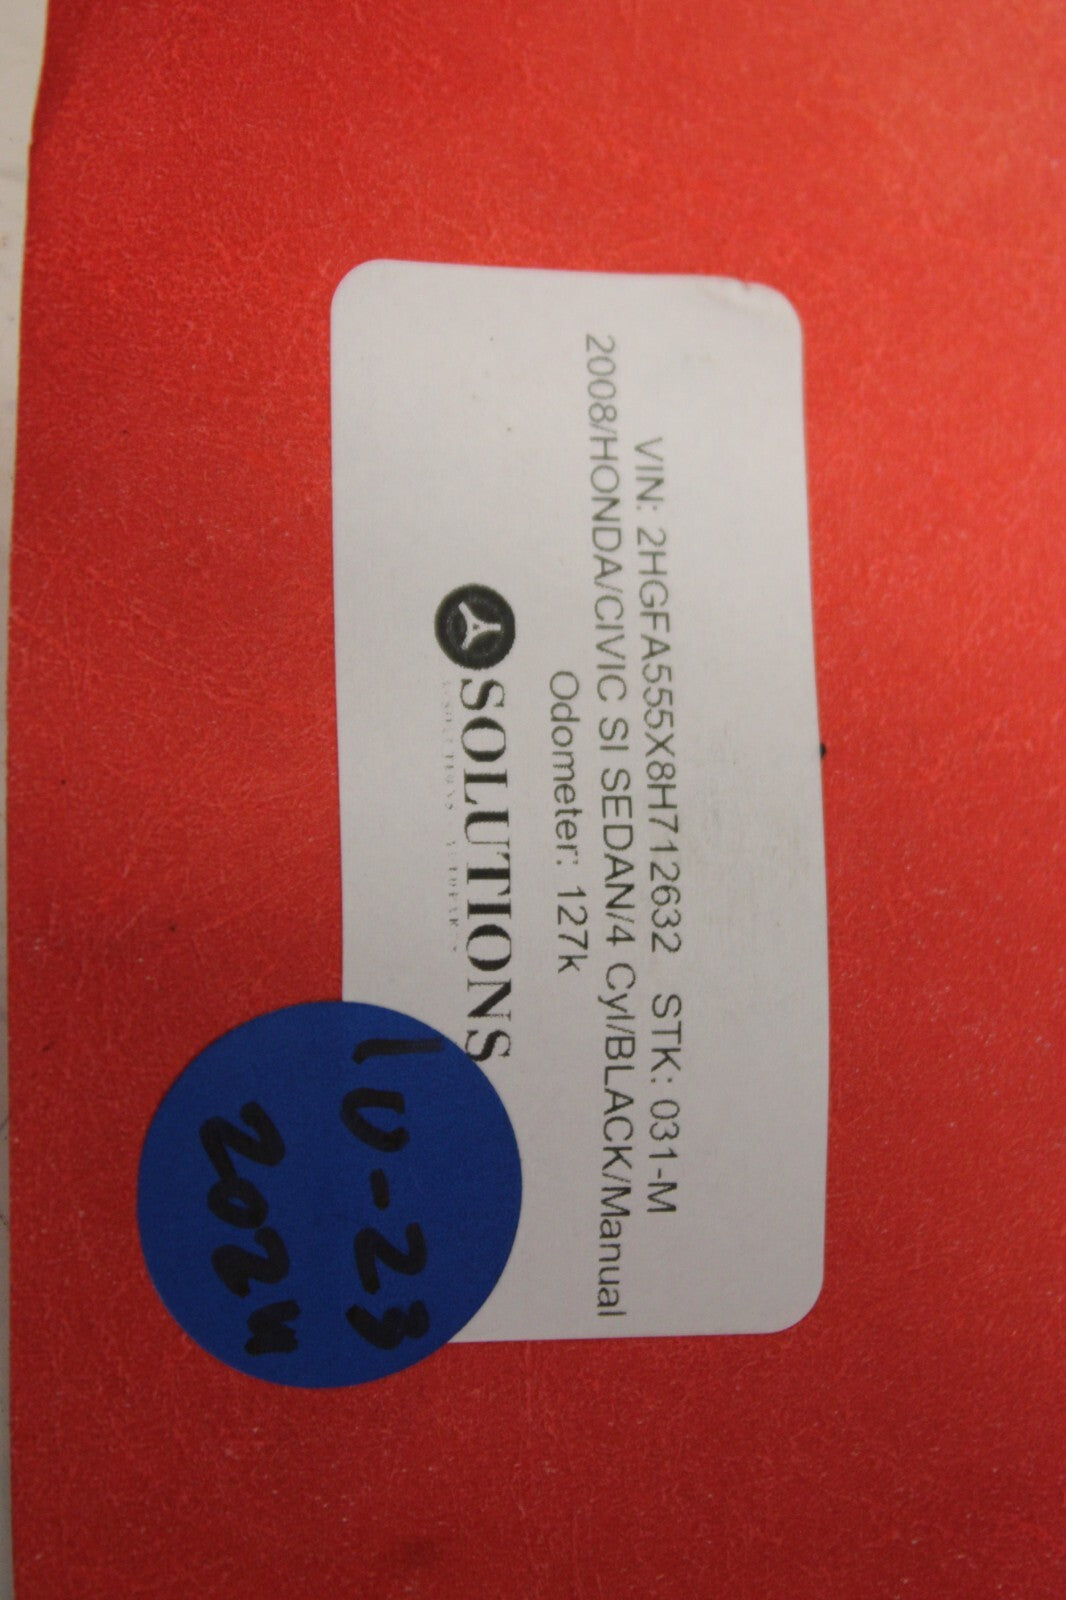 VIN: 2HGFA555X8H712632 STK: 031-M
2008/HONDA/CIVIC SI SEDAN/4 Cyl/BLACK/Manual
Odometer: 127k
SOLUTIONS
10-23
2024